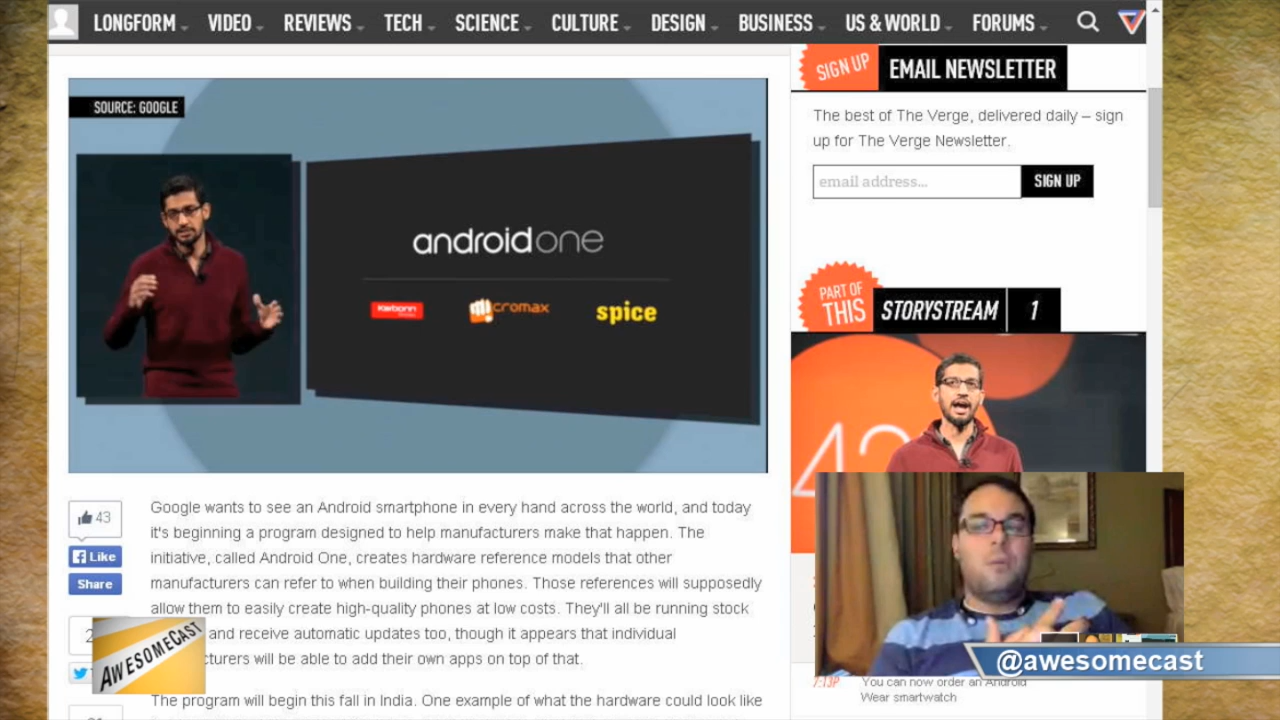 LONGFORM VIDEO REVIEWS TECH SCIENCE CULTURE DESIGN BUSINESS US & WORLD FORUMS
SOURCE: GOOGLE
androidone
Karbonn
micromax
spice
43
Like
Share
Google wants to see an Android smartphone in every hand across the world, and today
it's beginning a program designed to help manufacturers make that happen. The
initiative, called Android One, creates hardware reference models that other
manufacturers can refer to when building their phones. Those references will supposedly
allow them to easily create high-quality phones at low costs. They'll all be running stock
and receive automatic updates too, though it appears that individual
cturers will be able to add their own apps on top of that.
The program will begin this fall in India. One example of what the hardware could look like
AWESOMECAST
SIGN UP EMAIL NEWSLETTER
The best of The Verge, delivered daily – sign
up for The Verge Newsletter.
email address... SIGN UP
PART OF
THIS
STORYSTREAM 1
@awesomecast
7:13P You can now order an Android
Wear smartwatch